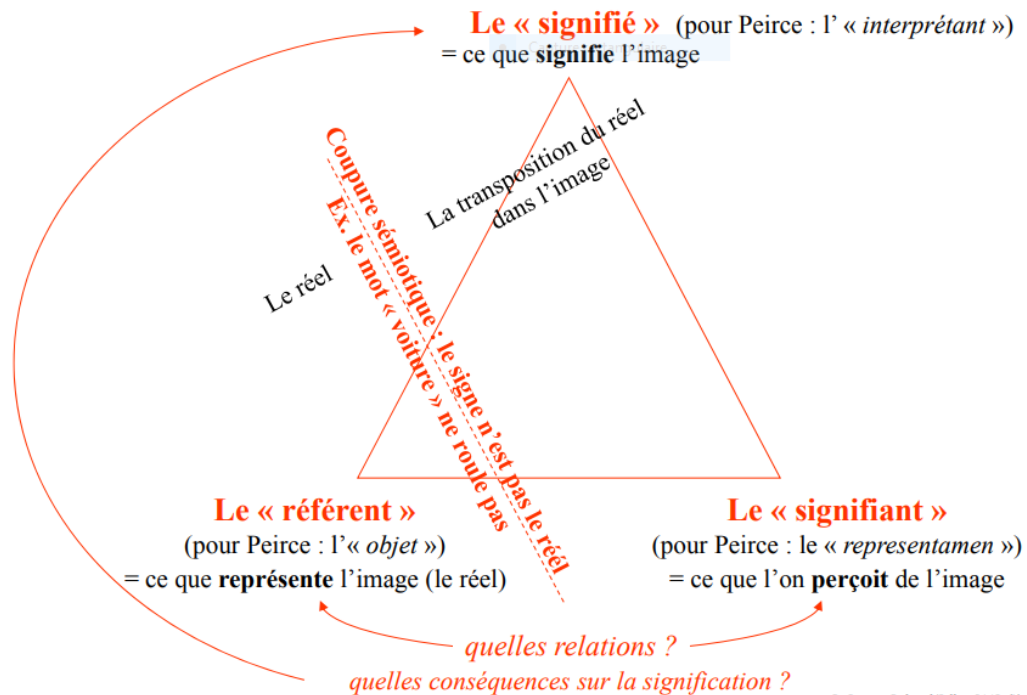 Le « signifié » (pour Peirce : l' « interprétant »)
= ce que signifie l'image
La transposition du réel
dans l'image
Coupure sémiotique : le signe n'est pas le réél
Ex. le mot « voiture » ne roule pas
Le réel
Le « référent »
(pour Peirce : l'« objet »)
= ce que représente l'image (le réel)
Le « signifiant »
(pour Peirce : le « representamen »)
= ce que l'on perçoit de l'image
quelles relations ?
quelles conséquences sur la signification ?